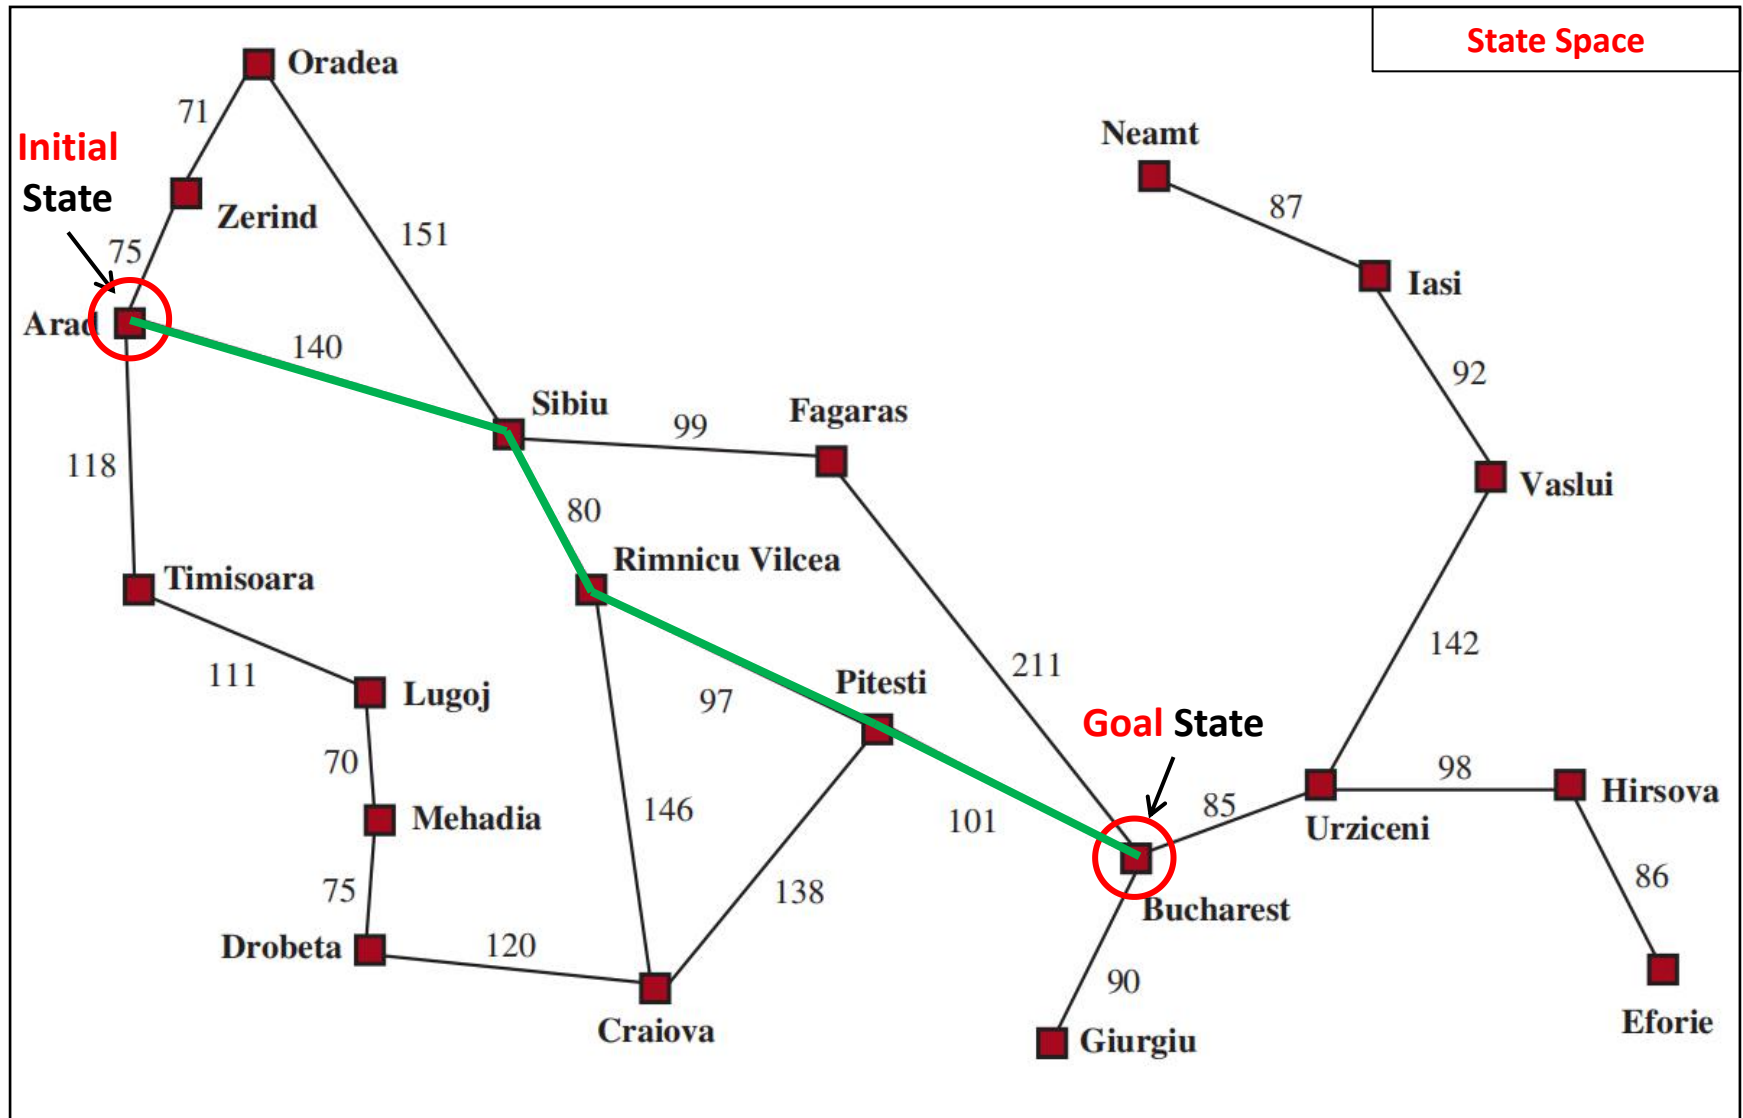 State Space
Oradea
71
Initial
State
Neamt
87
Zerind
151
75
Iasi
Arad
140
92
Sibiu
Fagaras
99
118
Vaslui
80
Rimnicu Vilcea
Timisoara
142
211
111
Lugoj
97
Pitesti
Goal State
70
98
Hirsova
85
146
101
Mehadia
Urziceni
86
75
138
Bucharest
Drobeta
120
90
Craiova
Giurgiu
Eforie